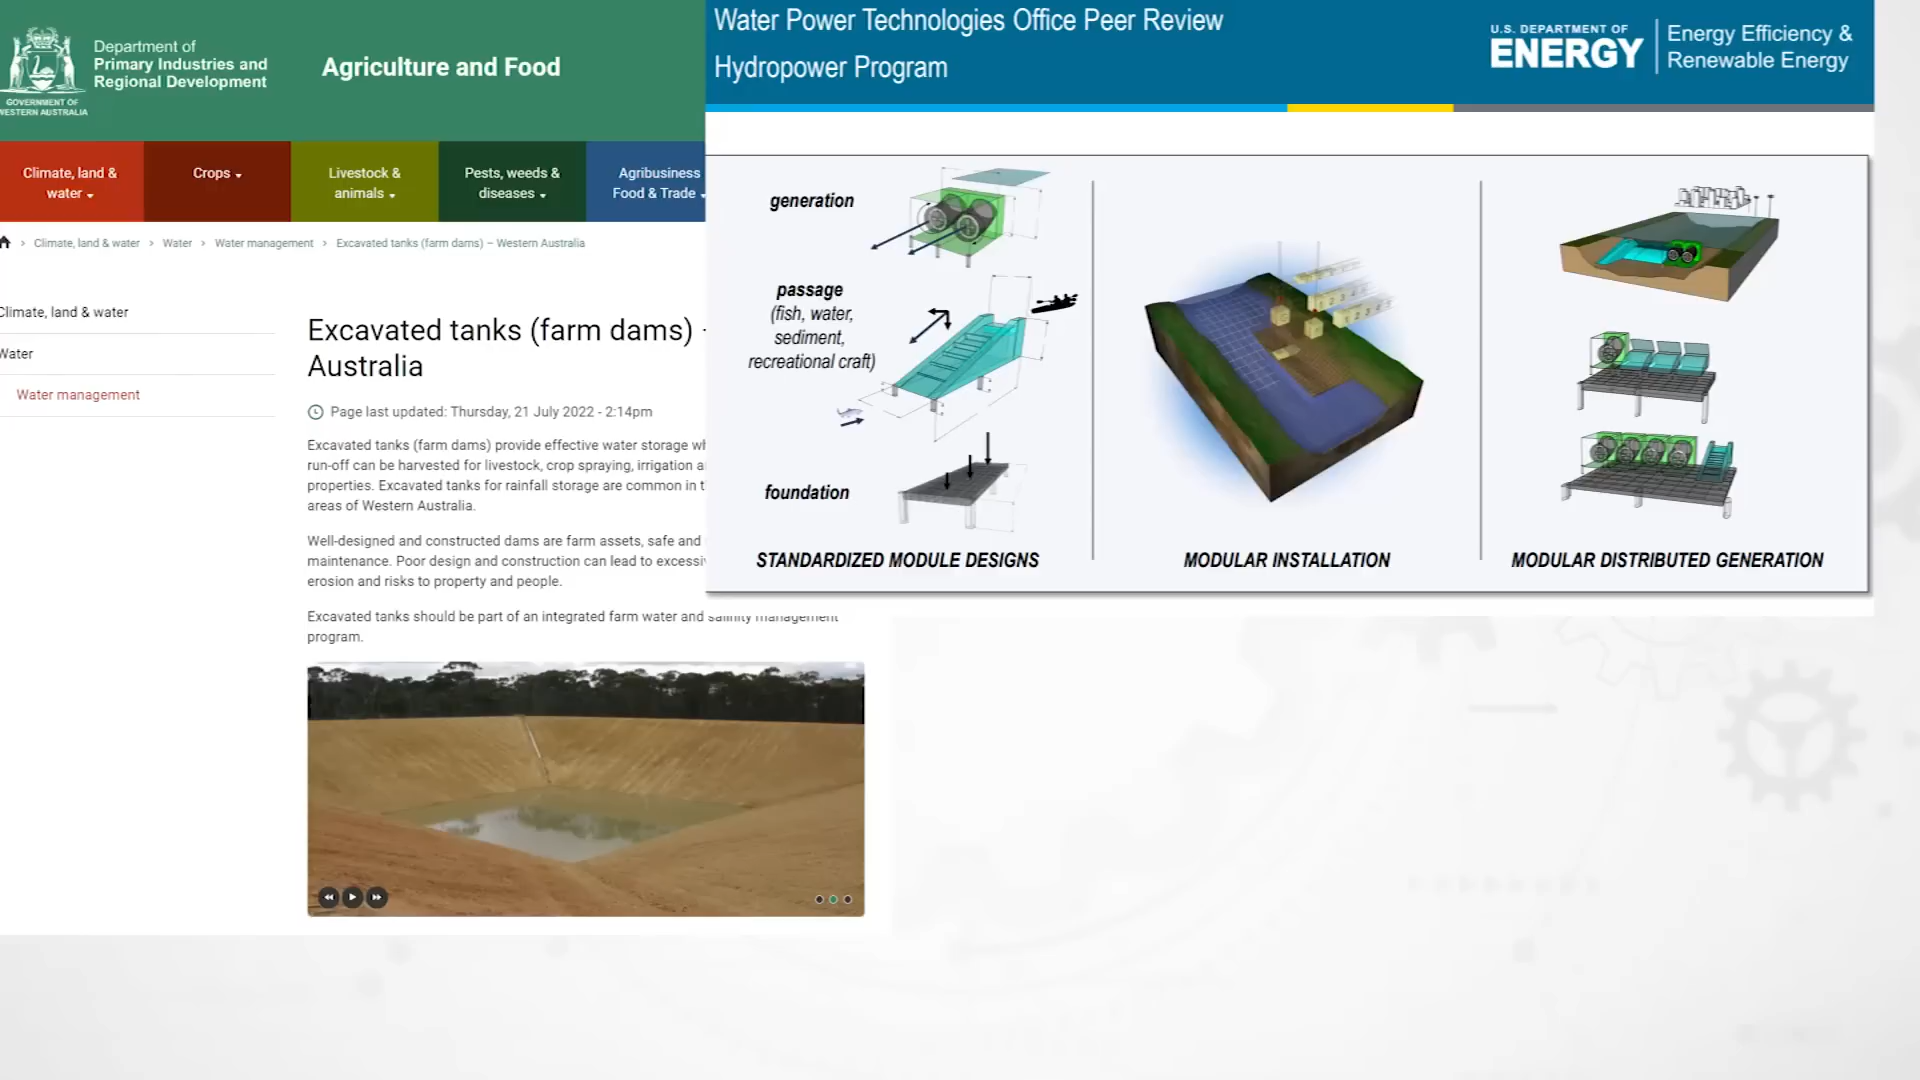 Department of
Primary Industries and
Regional Development
GOVERNMENT OF
WESTERN AUSTRALIA
Agriculture and Food
Climate, land &
water
Crops
Livestock &
animals
Pests, weeds &
diseases
Agribusiness
Food & Trade
Climate, land & water > Water > Water management > Excavated tanks (farm dams) – Western Australia
Climate, land & water
Water
Water management
Excavated tanks (farm dams)
Australia
Page last updated: Thursday, 21 July 2022 - 2:14pm
Excavated tanks (farm dams) provide effective water storage
run-off can be harvested for livestock, crop spraying, irrigation
properties. Excavated tanks for rainfall storage are common in
areas of Western Australia.
Well-designed and constructed dams are farm assets, safe and
maintenance. Poor design and construction can lead to
erosion and risks to property and people.
Excavated tanks should be part of an integrated farm water and salinity management
program.
Water Power Technologies Office Peer Review
Hydropower Program
U.S. DEPARTMENT OF
ENERGY
Energy Efficiency &
Renewable Energy
generation
passage
(fish, water,
sediment,
recreational craft)
foundation
STANDARDIZED MODULE DESIGNS
MODULAR INSTALLATION
MODULAR DISTRIBUTED GENERATION